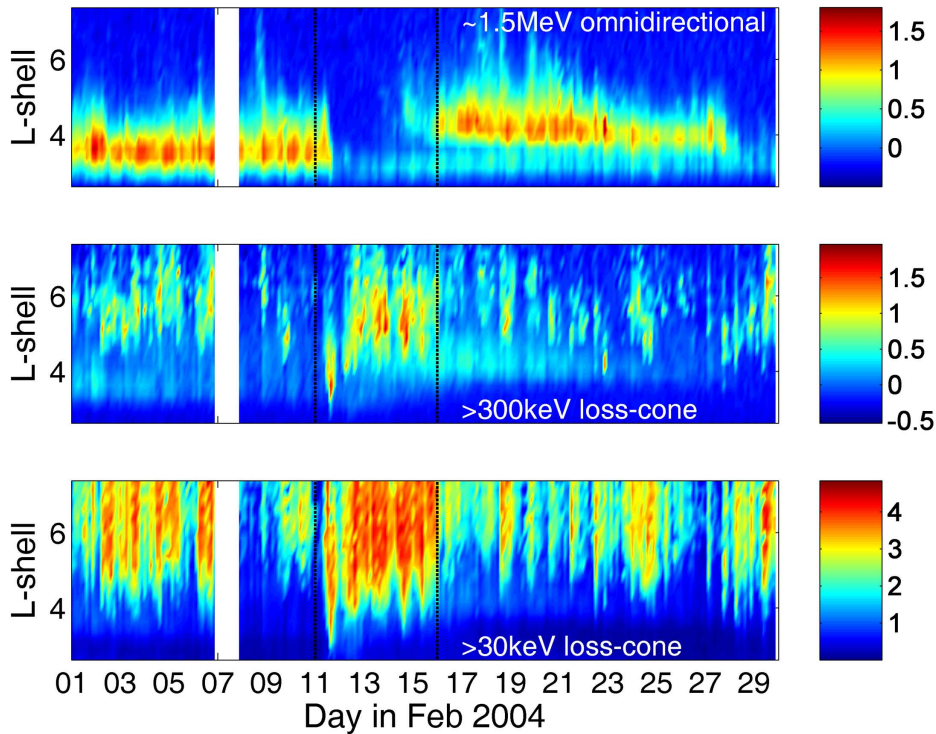 ~1.5MeV omnidirectional
L-shell
6
4
1.5
1
0.5
0
>300keV loss-cone
L-shell
6
4
1.5
1
0.5
0
-0.5
>30keV loss-cone
L-shell
6
4
4
3
2
1
01 03 05 07 09 11 13 15 17 19 21 23 25 27 29
Day in Feb 2004